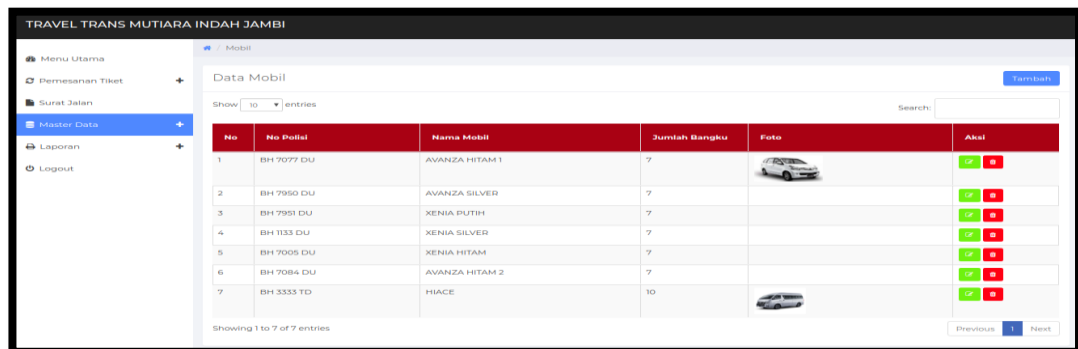 TRAVEL TRANS MUTIARA INDAH JAMBI
Menu Utama
Pemesanan Tiket
Surat Jalan
Master Data
Laporan
Logout
/ Mobil
Data Mobil
Tambah
Show 10 entries
Search:
No No Polisi Nama Mobil Jumlah Bangku Foto Aksi
1 BH 7077 DU AVANZA HITAM 1 7
2 BH 7950 DU AVANZA SILVER 7
3 BH 7951 DU XENIA PUTIH 7
4 BH 1133 DU XENIA SILVER 7
5 BH 7005 DU XENIA HITAM 7
6 BH 7084 DU AVANZA HITAM 2 7
7 BH 3333 TD HIACE 10
Showing 1 to 7 of 7 entries
Previous 1 Next